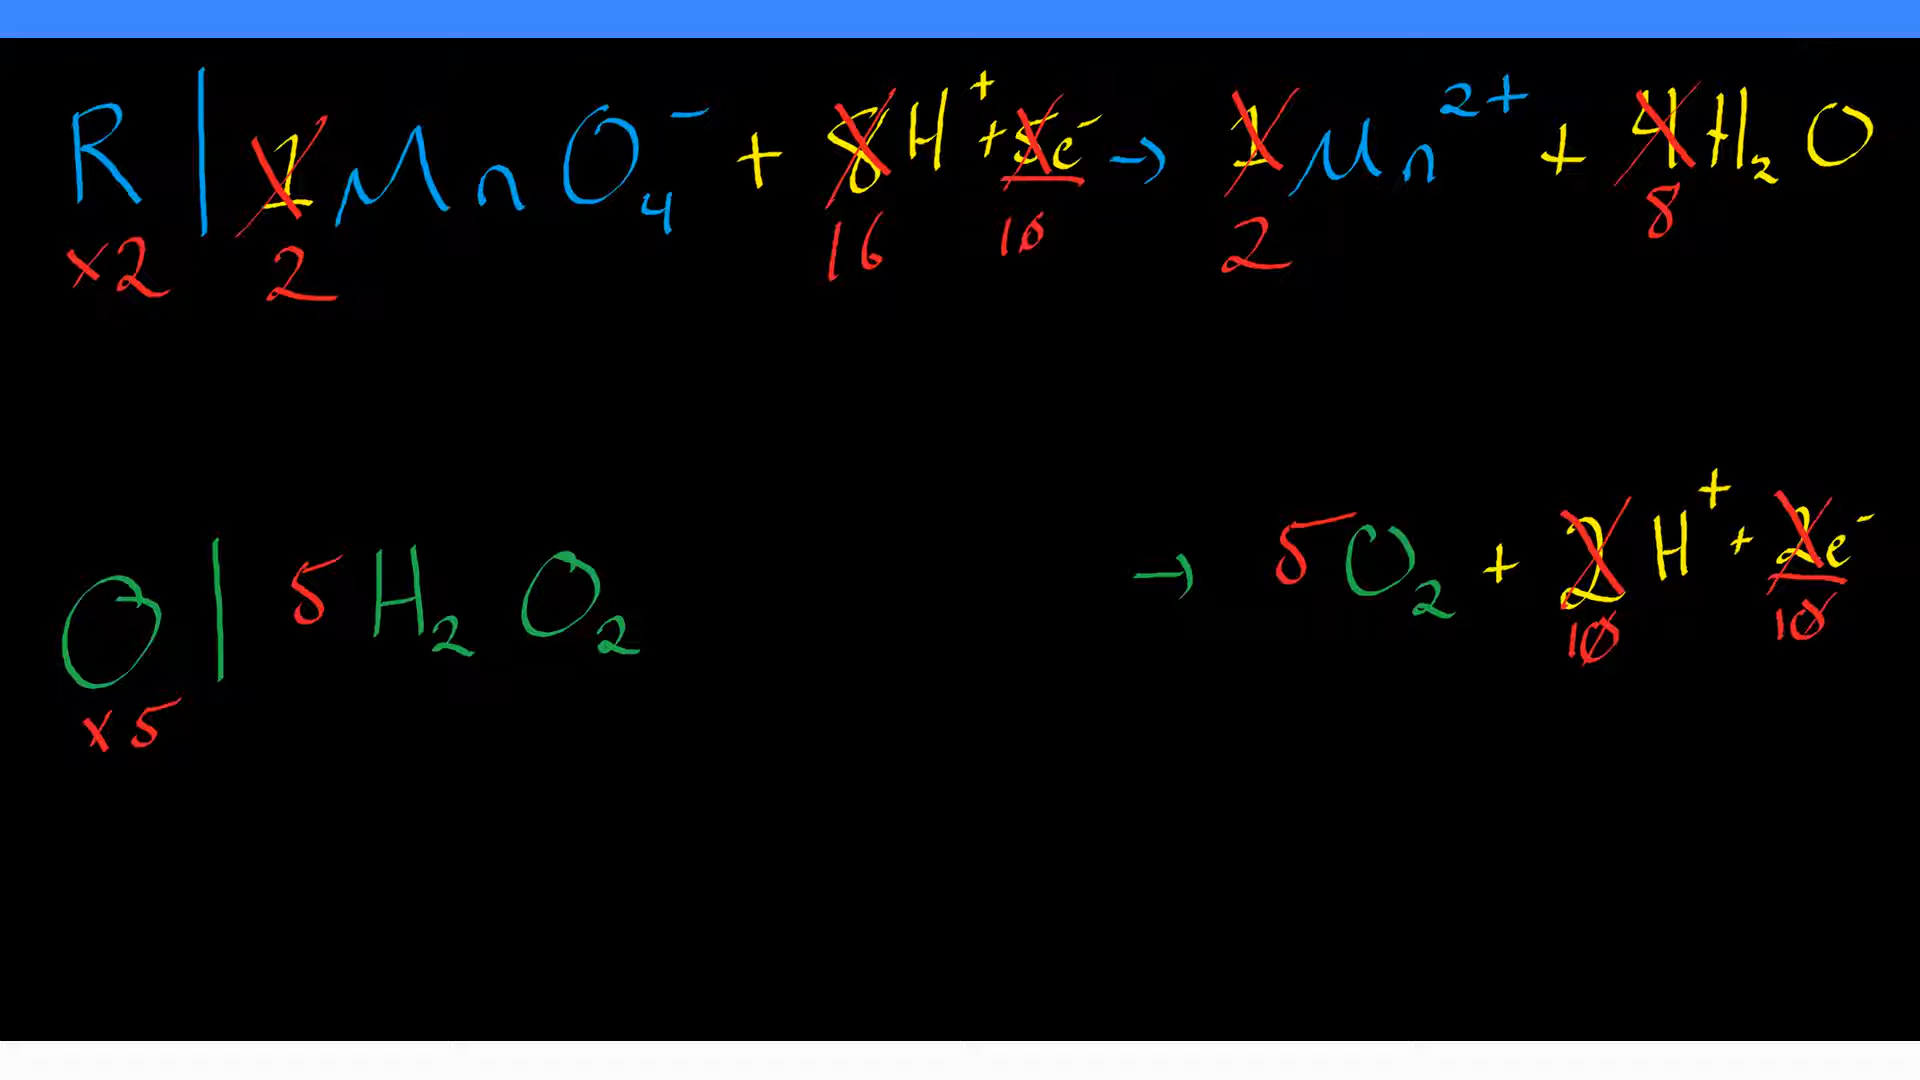 R | 1 MnO₄⁻ + 8 H⁺ + 5 e⁻ → 1 Mn²⁺ + 4 H₂O
×2 2 16 10 2 8
O | 5 H₂O₂ → 5 O₂ + 2 H⁺ + 2 e⁻
×5 10 10